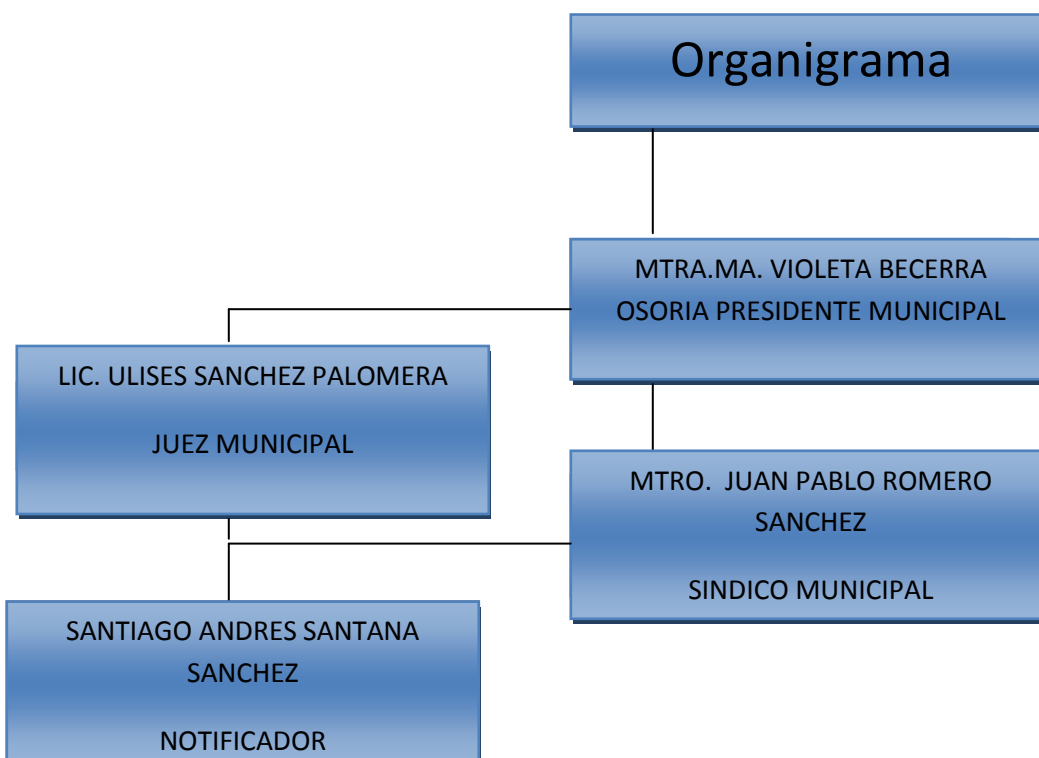 Organigrama
MTRA.MA. VIOLETA BECERRA
OSORIA PRESIDENTE MUNICIPAL
LIC. ULISES SANCHEZ PALOMERA
JUEZ MUNICIPAL
MTRO. JUAN PABLO ROMERO
SANCHEZ
SINDICO MUNICIPAL
SANTIAGO ANDRES SANTANA
SANCHEZ
NOTIFICADOR